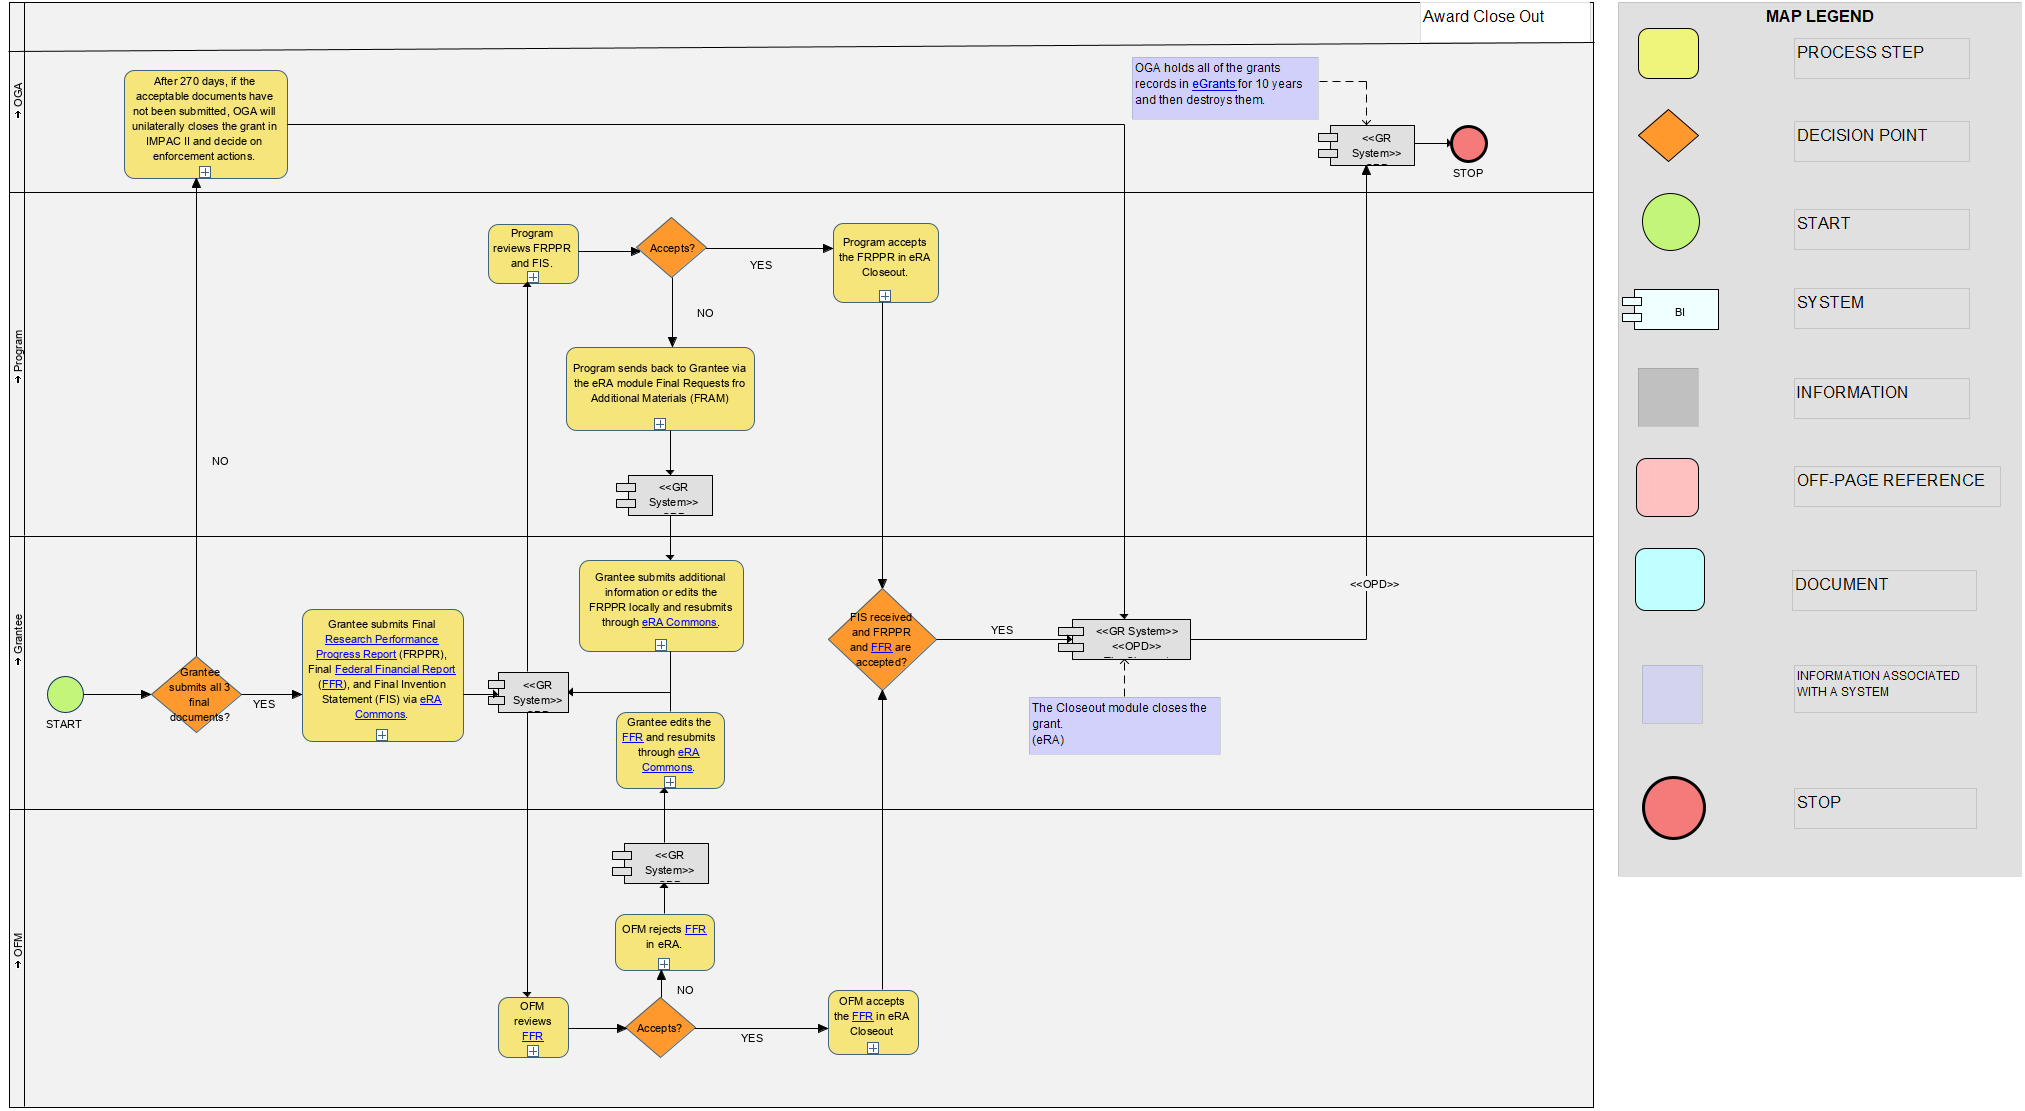 Award Close Out
OGA
After 270 days, if the
acceptable documents have
not been submitted, OGA will
unilaterally closes the grant in
IMPAC II and decide on
enforcement actions.
OGA holds all of the grants
records in eGrants for 10 years
and then destroys them.
<<GR
System>>
STOP
Program
Program
reviews FRPPR
and FIS.
Accepts?
YES
Program accepts
the FRPPR in eRA
Closeout.
NO
Program sends back to Grantee via
the eRA module Final Requests fro
Additional Materials (FRAM)
NO
<<GR
System>>
Grantee
START
Grantee
submits all 3
final
documents?
YES
Grantee submits Final
Research Performance
Progress Report (FRPPR),
Final Federal Financial Report
(FFR), and Final Invention
Statement (FIS) via eRA
Commons.
<<GR
System>>
Grantee submits additional
information or edits the
FRPPR locally and resubmits
through eRA Commons.
Grantee edits the
FFR and resubmits
through eRA
Commons.
FIS received
and FRPPR
and FFR are
accepted?
YES
<<GR System>>
<<OPD>>
<<OPD>>
The Closeout module closes the
grant.
(eRA)
OFM
<<GR
System>>
OFM rejects FFR
in eRA.
NO
OFM
reviews
FFR
Accepts?
YES
OFM accepts
the FFR in eRA
Closeout
MAP LEGEND
PROCESS STEP
DECISION POINT
START
BI
SYSTEM
INFORMATION
OFF-PAGE REFERENCE
DOCUMENT
INFORMATION ASSOCIATED
WITH A SYSTEM
STOP